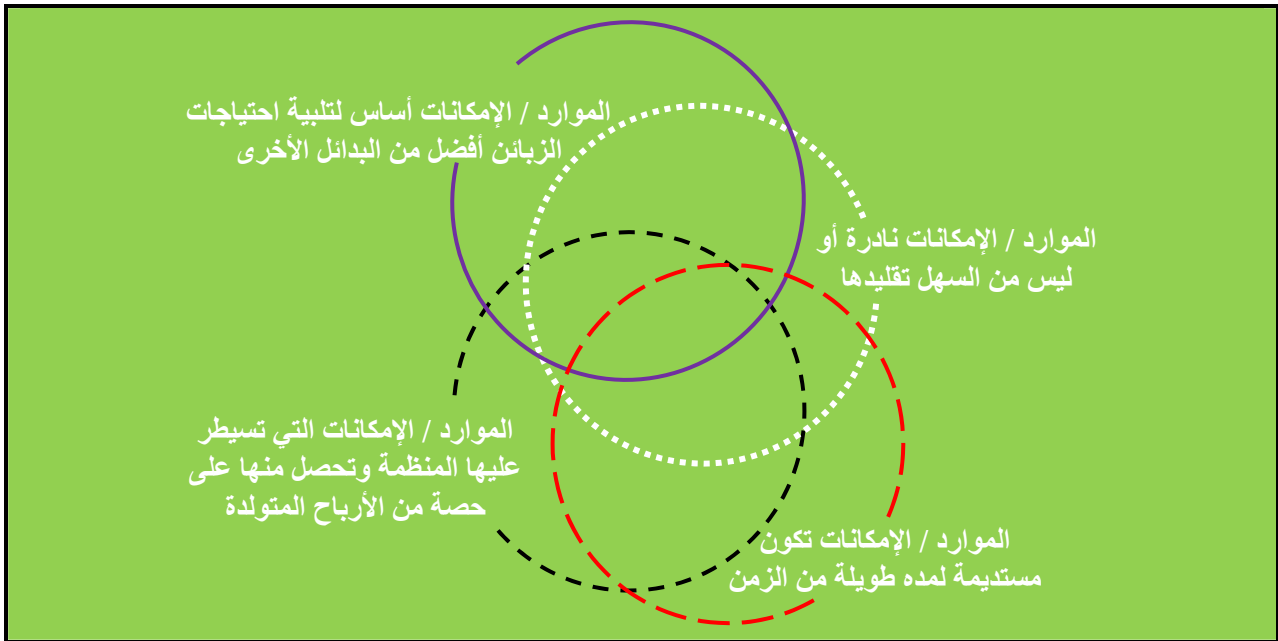 الموارد / الإمكانات أساس لتلبية احتياجات
الزبائن أفضل من البدائل الأخرى
الموارد / الإمكانات نادرة أو
ليس من السهل تقليدها
الموارد / الإمكانات التي تسيطر
عليها المنظمة وتحصل منها على
حصة من الأرباح المتولدة
الموارد / الإمكانات تكون
مستديمة لمده طويلة من الزمن